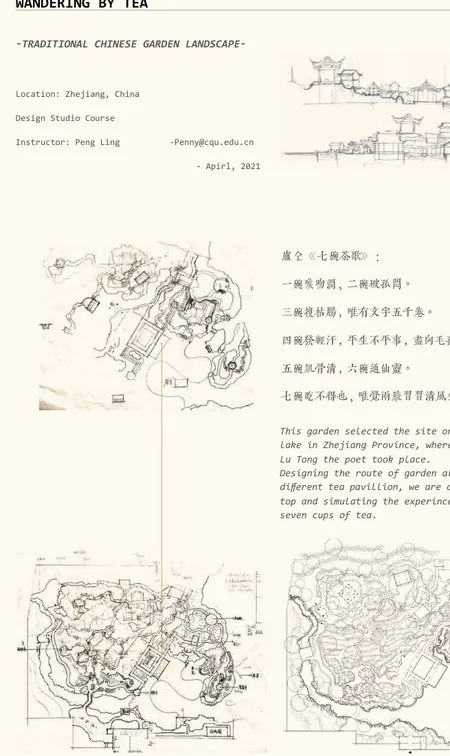 WANDERING BY TEA
-TRADITIONAL CHINESE GARDEN LANDSCAPE-
Location: Zhejiang, China
Design Studio Course
Instructor: Peng Ling -Penny@cqu.edu.cn
- Apirl, 2021
盧仝《七碗茶歌》:
一碗喉吻潤、二碗破孤悶。
三碗搜枯腸，唯有文字五千卷。
四碗發輕汗，平生不平事，盡向毛
五碗肌骨清，六碗通仙靈。
七碗吃不得也，唯覺兩腋習習清風
This garden selected the site on
Lake in Zhejiang Province, where
Lu Tong the poet took place.
Designing the route of garden
different tea pavillion, we are
top and simulating the experince
seven cups of tea.